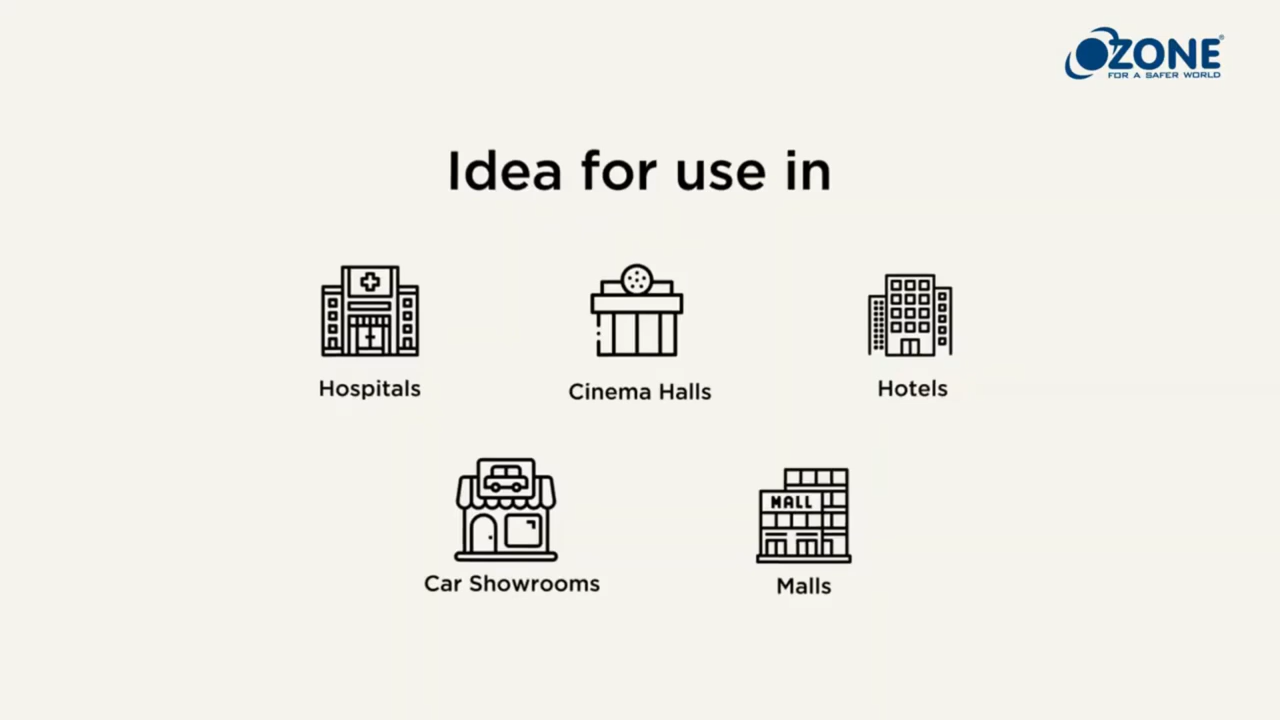 OZONE®
FOR A SAFER WORLD
Idea for use in
Hospitals
Cinema Halls
Hotels
MALL
Car Showrooms
Malls